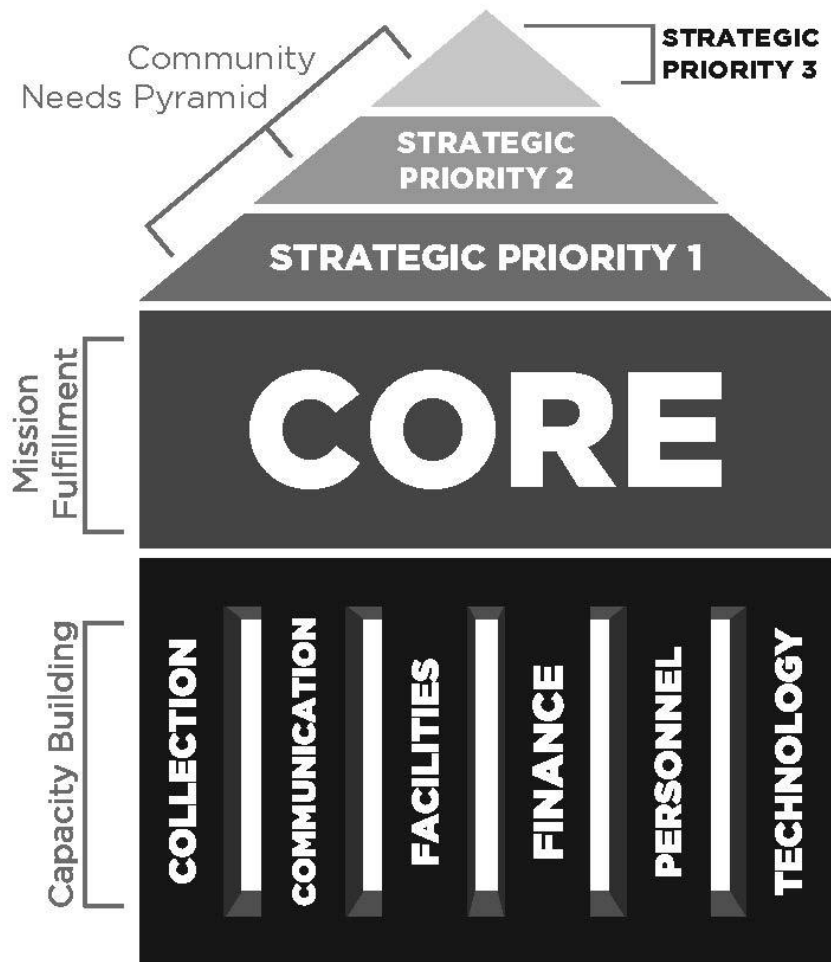 Community
Needs Pyramid
STRATEGIC
PRIORITY 3
STRATEGIC
PRIORITY 2
STRATEGIC PRIORITY 1
Mission
Fulfillment
CORE
Capacity Building
COLLECTION
COMMUNICATION
FACILITIES
FINANCE
PERSONNEL
TECHNOLOGY